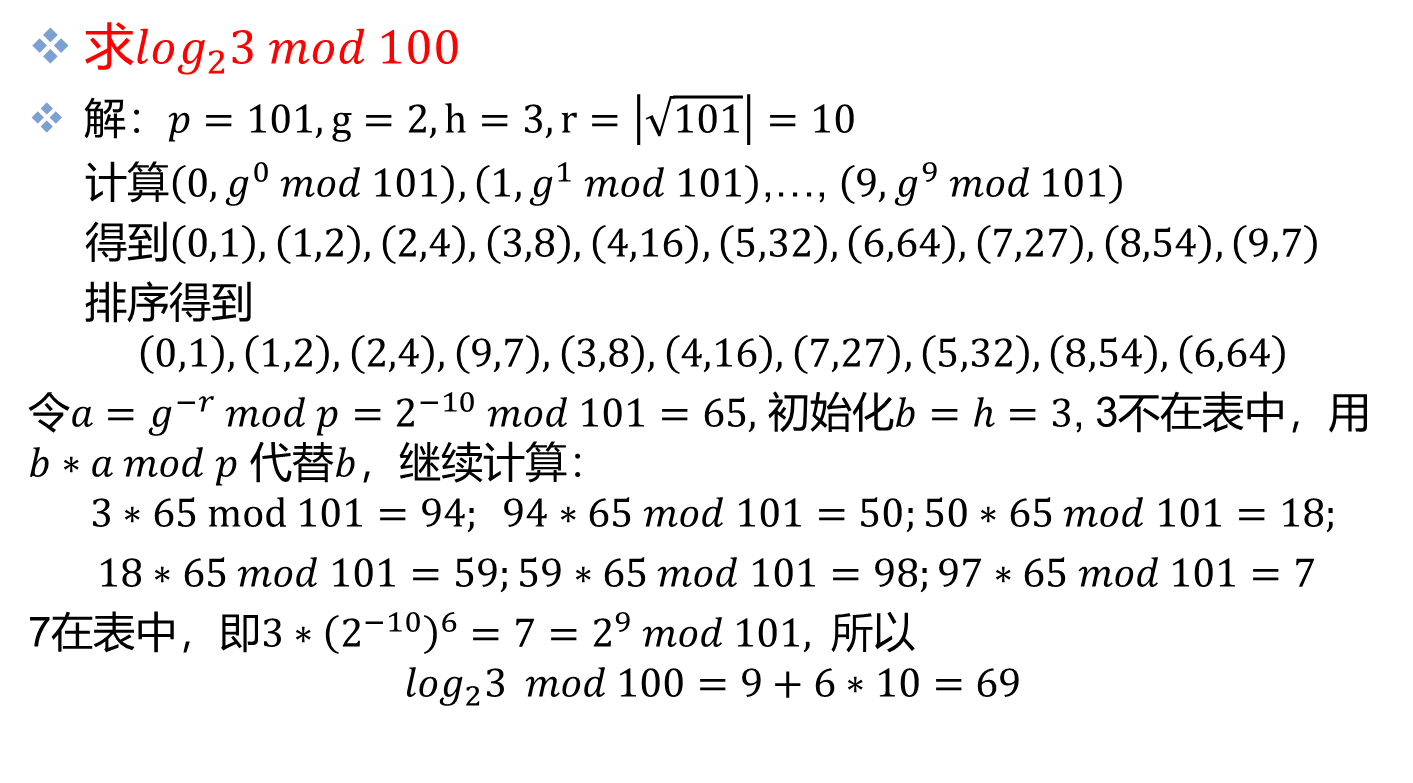 ❖ 求log₂3 mod 100
❖ 解：p = 101, g = 2, h = 3, r = |√101| = 10
计算(0, g⁰ mod 101), (1, g¹ mod 101),…, (9, g⁹ mod 101)
得到(0,1), (1,2), (2,4), (3,8), (4,16), (5,32), (6,64), (7,27), (8,54), (9,7)
排序得到
(0,1), (1,2), (2,4), (9,7), (3,8), (4,16), (7,27), (5,32), (8,54), (6,64)
令a = g⁻ʳ mod p = 2⁻¹⁰ mod 101 = 65, 初始化b = h = 3, 3不在表中，用
b ∗ a mod p 代替b，继续计算：
3 ∗ 65 mod 101 = 94; 94 ∗ 65 mod 101 = 50; 50 ∗ 65 mod 101 = 18;
18 ∗ 65 mod 101 = 59; 59 ∗ 65 mod 101 = 98; 97 ∗ 65 mod 101 = 7
7在表中，即3 ∗ (2⁻¹⁰)⁶ = 7 = 2⁹ mod 101, 所以
log₂3 mod 100 = 9 + 6 ∗ 10 = 69